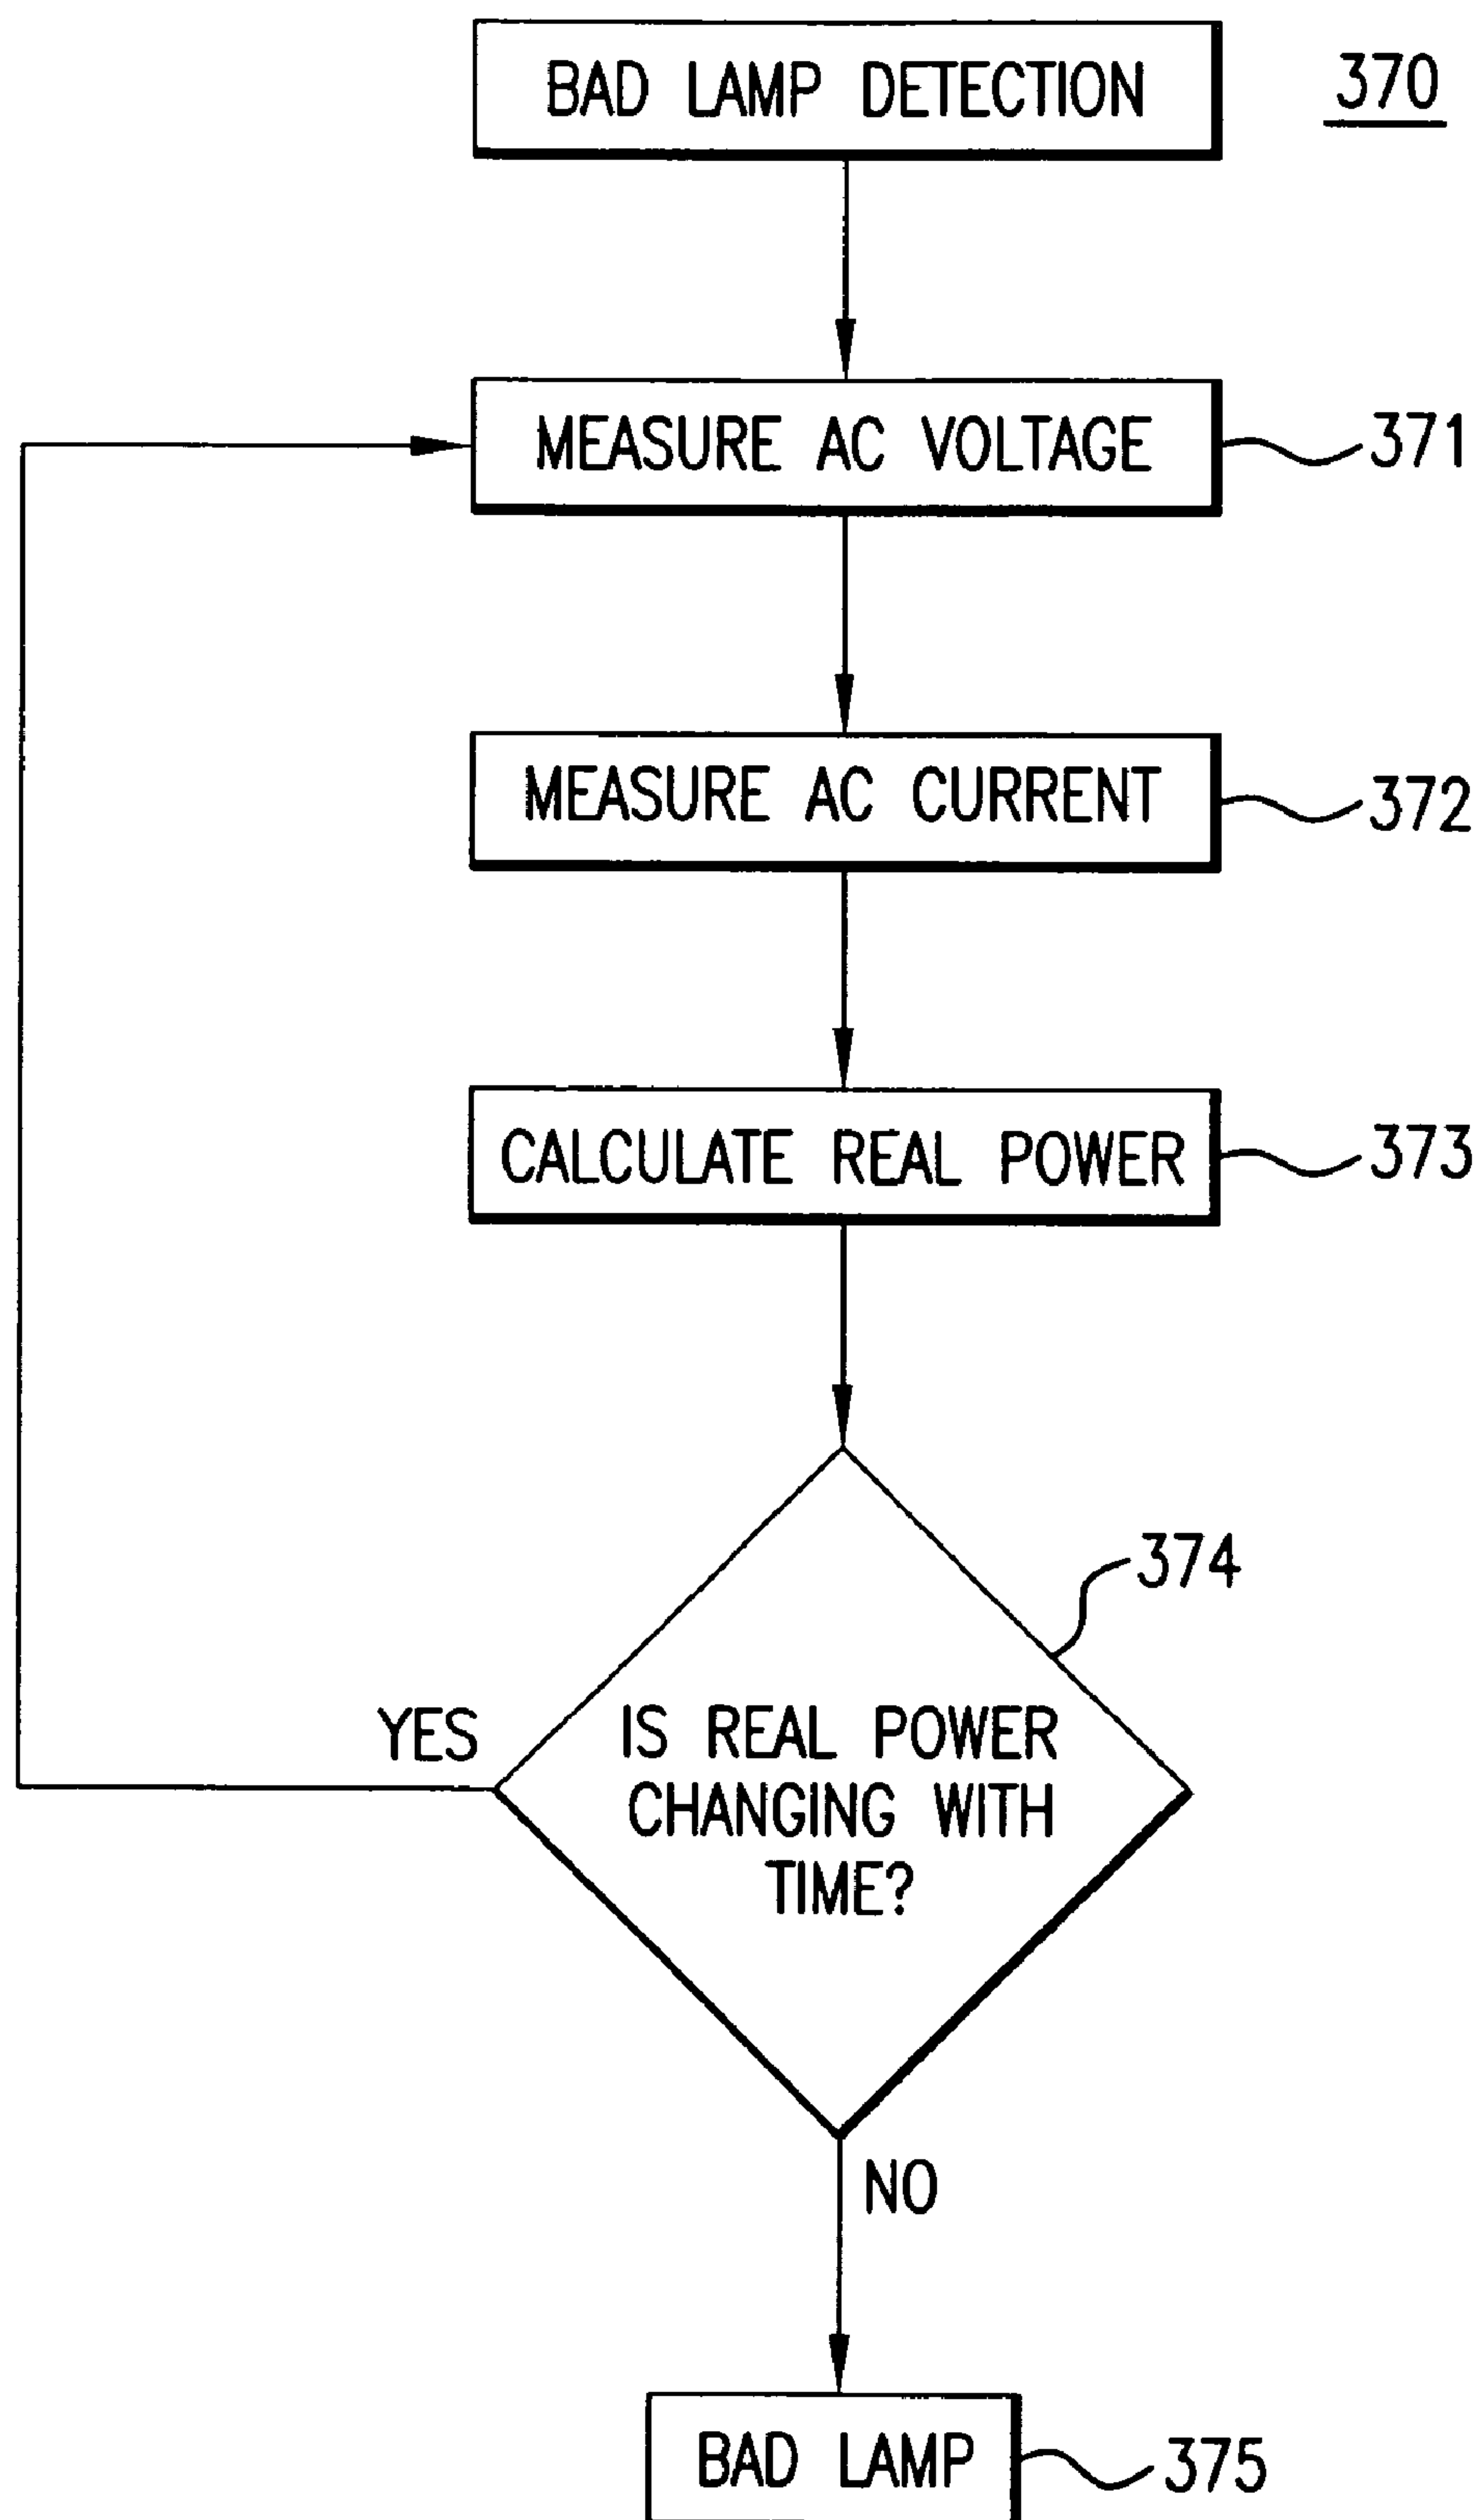 BAD LAMP DETECTION
370
MEASURE AC VOLTAGE
371
MEASURE AC CURRENT
372
CALCULATE REAL POWER
373
374
YES
IS REAL POWER
CHANGING WITH
TIME?
NO
BAD LAMP
375